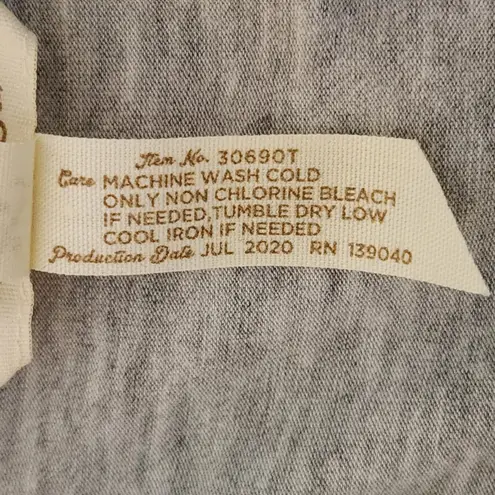 Item No. 30690T
Care MACHINE WASH COLD
ONLY NON CHLORINE BLEACH
IF NEEDED,TUMBLE DRY LOW
COOL IRON IF NEEDED
Production Date JUL 2020 RN 139040